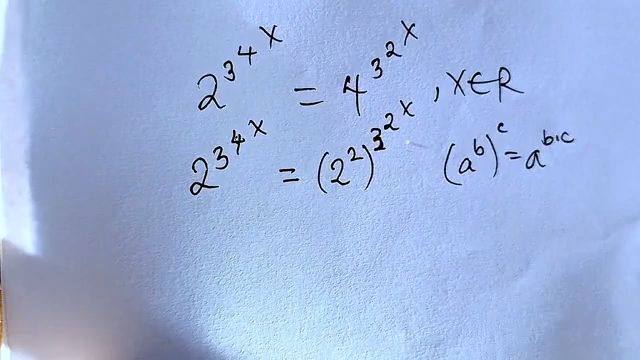 2^{3^{4^x}} = 4^{3^{2^x}}, x∈R
2^{3^{4^x}} = (2^2)^{3^{2^x}} (a^b)^c = a^{b·c}